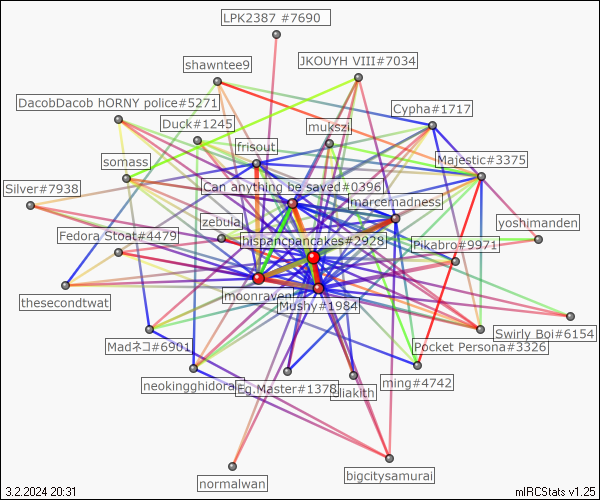 LPK2387 #7690
shawntee9
JKOUYH VIII#7034
DacobDacob hORNY police#5271
Cypha#1717
Duck#1245
mukszi
frisout
somass
Majestic#3375
Silver#7938
Can anything be saved#0396
marcemadness
zebula
yoshimanden
Fedora Stoat#4479
hispancpancakes#2928
Pikabro#9971
thesecondtwat
moonraven
Mushy#1984
Swirly Boi#6154
Madネコ#6901
Pocket Persona#3326
neokingghidora
Eg.Master#1378
ming#4742
normalwan
bigcitysamurai
3.2.2024 20:31
mIRCStats v1.25